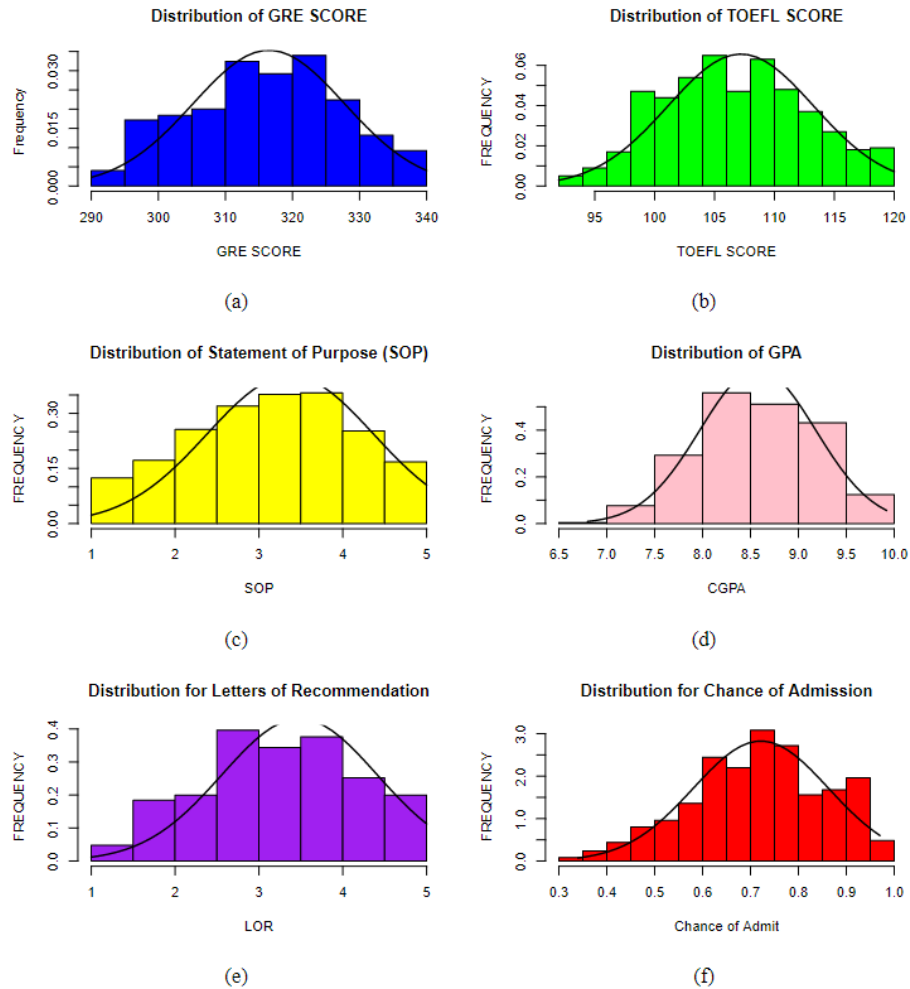 Distribution of GRE SCORE
Frequency
0.000 0.015 0.030
290 300 310 320 330 340
GRE SCORE
(a)
Distribution of TOEFL SCORE
FREQUENCY
0.00 0.02 0.04 0.06
95 100 105 110 115 120
TOEFL SCORE
(b)
Distribution of Statement of Purpose (SOP)
FREQUENCY
0.00 0.15 0.30
1 2 3 4 5
SOP
(c)
Distribution of GPA
FREQUENCY
0.0 0.2 0.4
6.5 7.0 7.5 8.0 8.5 9.0 9.5 10.0
CGPA
(d)
Distribution for Letters of Recommendation
FREQUENCY
0.0 0.1 0.2 0.3 0.4
1 2 3 4 5
LOR
(e)
Distribution for Chance of Admission
FREQUENCY
0.0 1.0 2.0 3.0
0.3 0.4 0.5 0.6 0.7 0.8 0.9 1.0
Chance of Admit
(f)